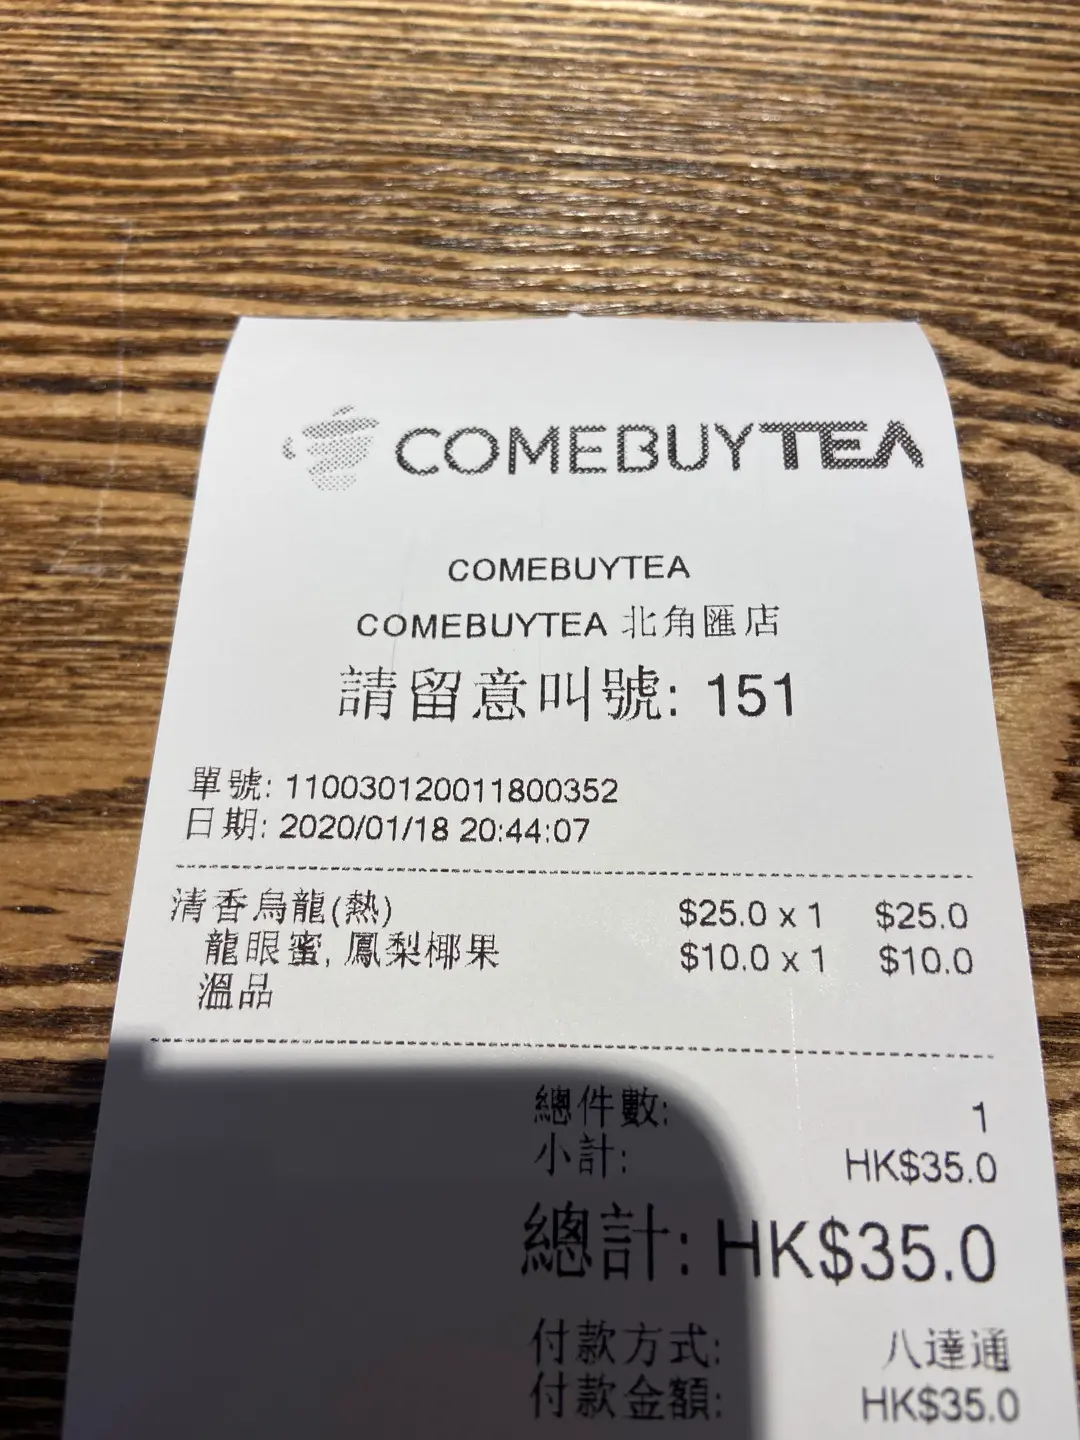 COMEBUYTEA
COMEBUYTEA
COMEBUYTEA 北角匯店
請留意叫號: 151
單號: 110030120011800352
日期: 2020/01/18 20:44:07
清香烏龍(熱) $25.0 x 1 $25.0
龍眼蜜, 鳳梨椰果 $10.0 x 1 $10.0
溫品
總件數: 1
小計: HK$35.0
總計: HK$35.0
付款方式: 八達通
付款金額: HK$35.0